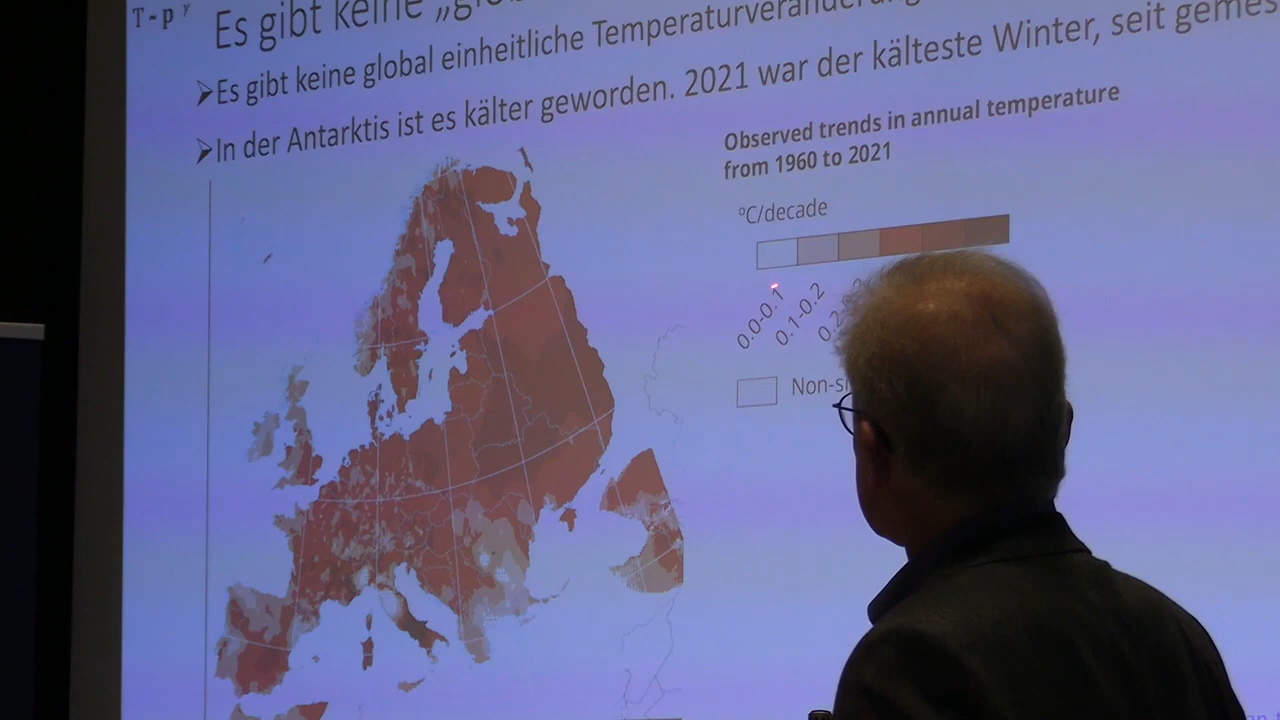 T - p γ
Es gibt keine „glo
➢Es gibt keine global einheitliche Temperaturveränderung
➢In der Antarktis ist es kälter geworden. 2021 war der kälteste Winter, seit gemes
Observed trends in annual temperature
from 1960 to 2021
°C/decade
0.0-0.1
0.1-0.2
0.2
Non-si